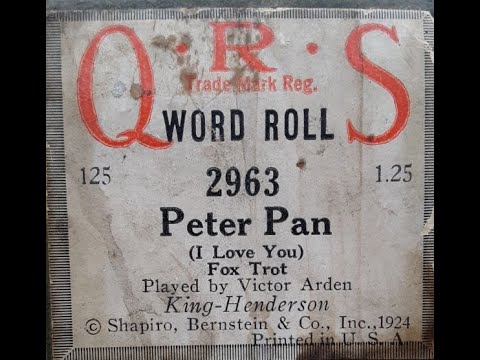 Q·R·S
Trade Mark Reg.
WORD ROLL
125 2963 1.25
Peter Pan
(I Love You)
Fox Trot
Played by Victor Arden
King-Henderson
© Shapiro, Bernstein & Co., Inc.,1924
Printed in U. S. A